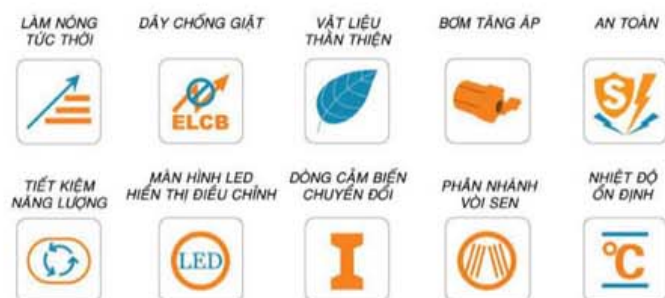 LÀM NÓNG
TỨC THỜI
DÂY CHỐNG GIẬT
VẬT LIỆU
THÂN THIỆN
BƠM TĂNG ÁP
AN TOÀN
ELCB
S
TIẾT KIỆM
NĂNG LƯỢNG
MÀN HÌNH LED
HIỂN THỊ ĐIỀU CHỈNH
DÒNG CẢM BIẾN
CHUYỂN ĐỔI
PHÂN NHÁNH
VÒI SEN
NHIỆT ĐỘ
ỔN ĐỊNH
LED
I
°C